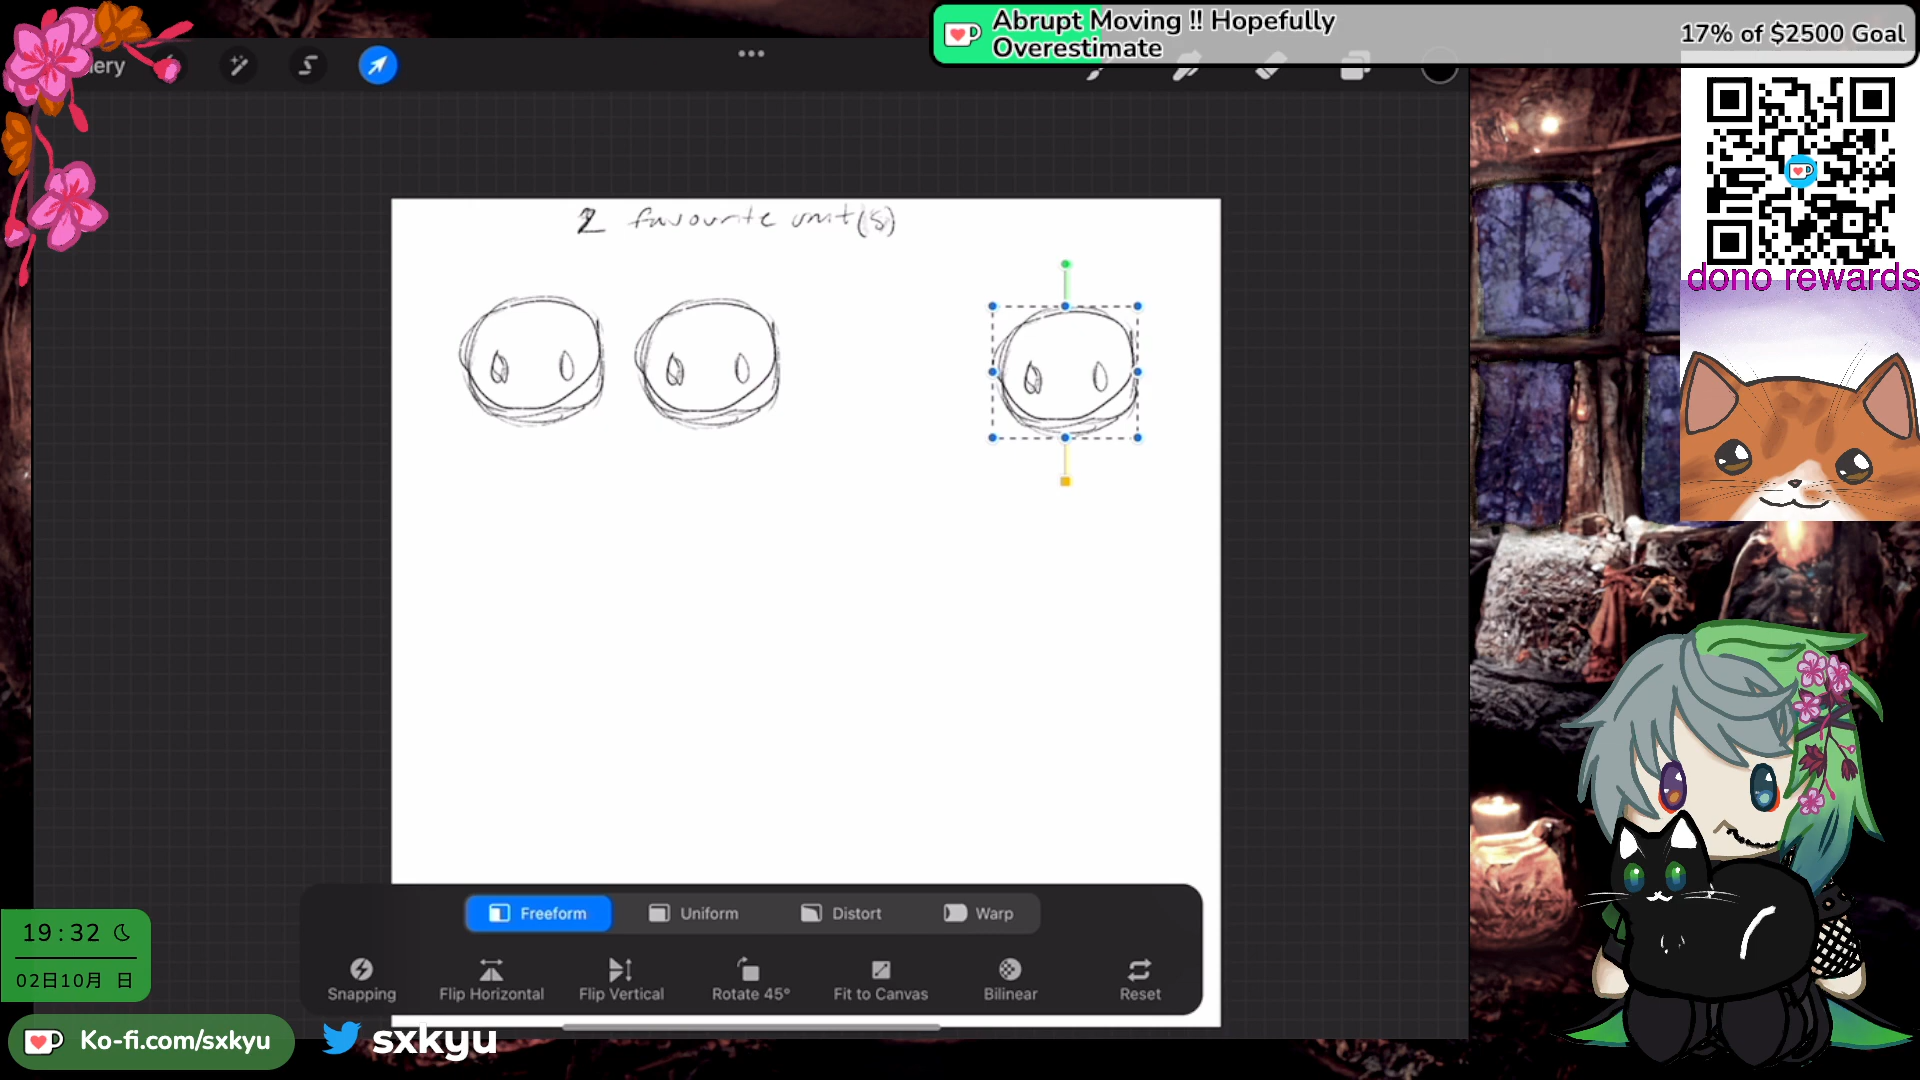 Abrupt Moving !! Hopefully
Overestimate
17% of $2500 Goal
lery
dono rewards
2 favourite unit(s)
Freeform
Uniform
Distort
Warp
Snapping
Flip Horizontal
Flip Vertical
Rotate 45°
Fit to Canvas
Bilinear
Reset
19:32
02日10月 日
Ko-fi.com/sxkyu
sxkyu